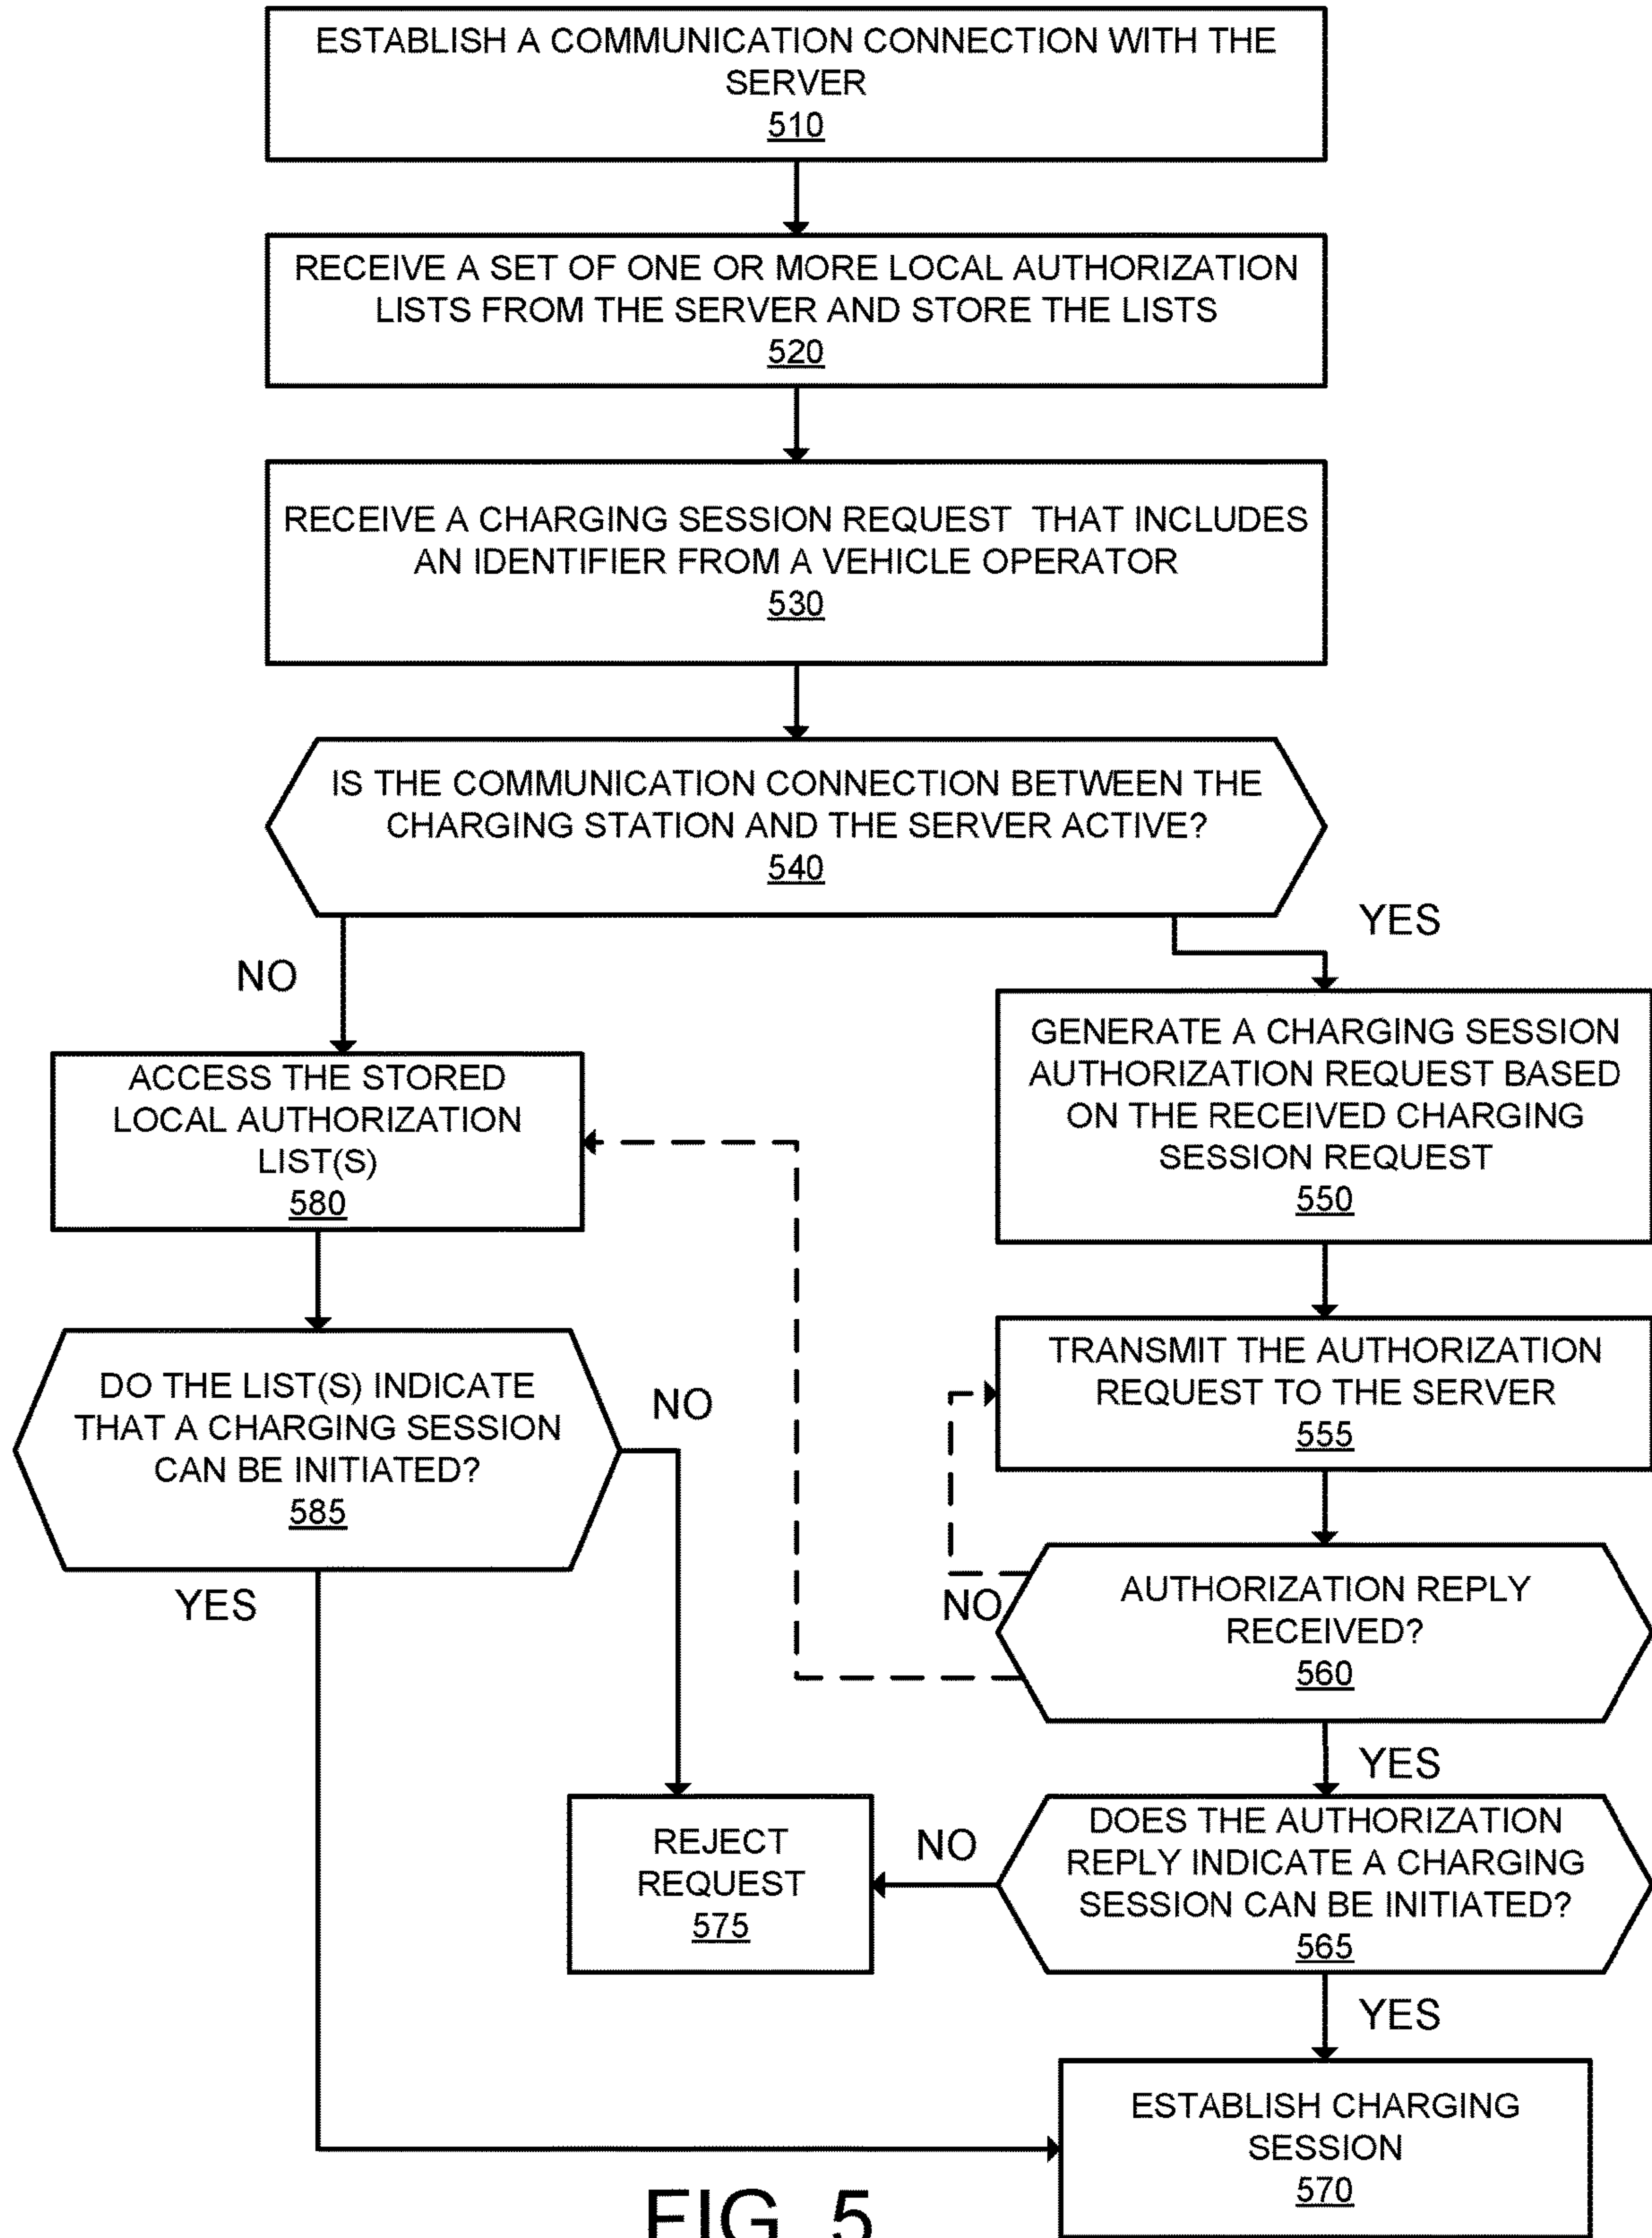 ESTABLISH A COMMUNICATION CONNECTION WITH THE
SERVER
510
RECEIVE A SET OF ONE OR MORE LOCAL AUTHORIZATION
LISTS FROM THE SERVER AND STORE THE LISTS
520
RECEIVE A CHARGING SESSION REQUEST THAT INCLUDES
AN IDENTIFIER FROM A VEHICLE OPERATOR
530
IS THE COMMUNICATION CONNECTION BETWEEN THE
CHARGING STATION AND THE SERVER ACTIVE?
540
YES
NO
GENERATE A CHARGING SESSION
AUTHORIZATION REQUEST BASED
ON THE RECEIVED CHARGING
SESSION REQUEST
550
ACCESS THE STORED
LOCAL AUTHORIZATION
LIST(S)
580
TRANSMIT THE AUTHORIZATION
REQUEST TO THE SERVER
555
DO THE LIST(S) INDICATE
THAT A CHARGING SESSION
CAN BE INITIATED?
585
NO
YES
NO
AUTHORIZATION REPLY
RECEIVED?
560
YES
DOES THE AUTHORIZATION
REPLY INDICATE A CHARGING
SESSION CAN BE INITIATED?
565
NO
REJECT
REQUEST
575
YES
ESTABLISH CHARGING
SESSION
570
FIG. 5